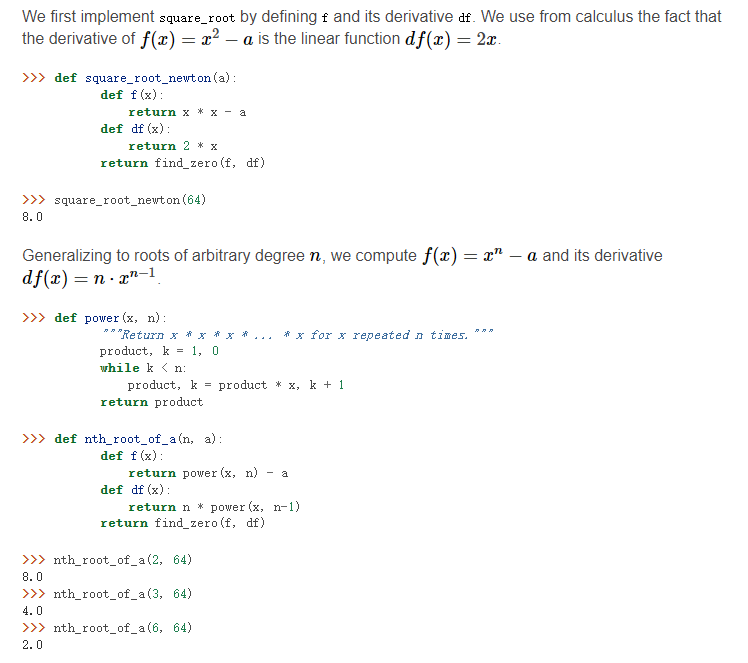 We first implement square_root by defining f and its derivative df. We use from calculus the fact that
the derivative of f(x) = x² − a is the linear function df(x) = 2x.
>>> def square_root_newton(a):
        def f(x):
            return x * x - a
        def df(x):
            return 2 * x
        return find_zero(f, df)
>>> square_root_newton(64)
8.0
Generalizing to roots of arbitrary degree n, we compute f(x) = xⁿ − a and its derivative
df(x) = n · xⁿ⁻¹.
>>> def power(x, n):
        """Return x * x * x * ... * x for x repeated n times."""
        product, k = 1, 0
        while k < n:
            product, k = product * x, k + 1
        return product
>>> def nth_root_of_a(n, a):
        def f(x):
            return power(x, n) - a
        def df(x):
            return n * power(x, n-1)
        return find_zero(f, df)
>>> nth_root_of_a(2, 64)
8.0
>>> nth_root_of_a(3, 64)
4.0
>>> nth_root_of_a(6, 64)
2.0